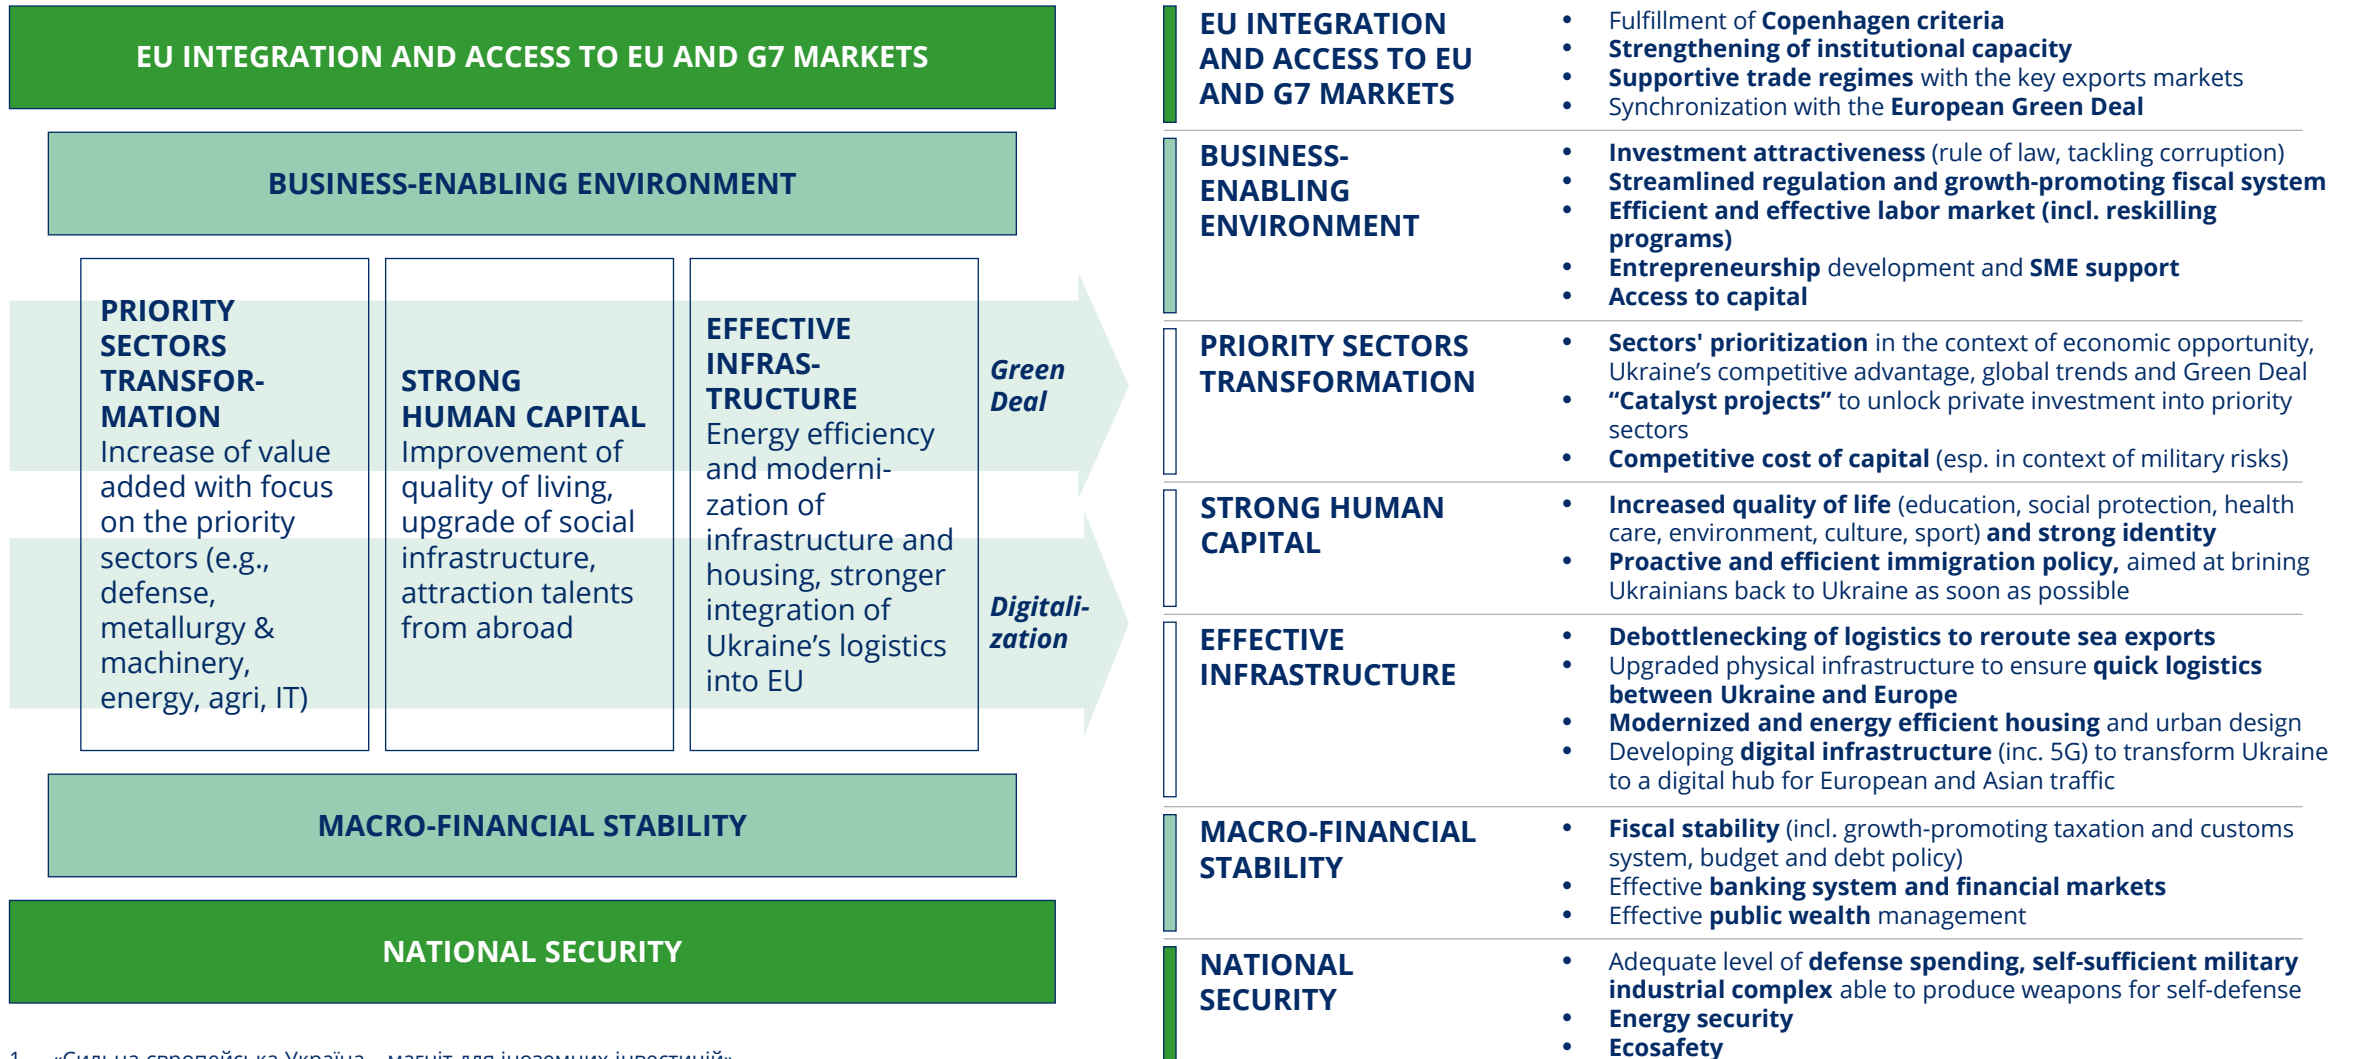 EU INTEGRATION AND ACCESS TO EU AND G7 MARKETS
BUSINESS-ENABLING ENVIRONMENT
PRIORITY
SECTORS
TRANSFOR-
MATION
Increase of value
added with focus
on the priority
sectors (e.g.,
defense,
metallurgy &
machinery,
energy, agri, IT)
STRONG
HUMAN CAPITAL
Improvement of
quality of living,
upgrade of social
infrastructure,
attraction talents
from abroad
EFFECTIVE
INFRAS-
TRUCTURE
Energy efficiency
and moderni-
zation of
infrastructure and
housing, stronger
integration of
Ukraine’s logistics
into EU
Green
Deal
Digitali-
zation
MACRO-FINANCIAL STABILITY
NATIONAL SECURITY
1 «Сильна європейська Україна – магніт для іноземних інвестицій»
EU INTEGRATION
AND ACCESS TO EU
AND G7 MARKETS
• Fulfillment of Copenhagen criteria
• Strengthening of institutional capacity
• Supportive trade regimes with the key exports markets
• Synchronization with the European Green Deal
BUSINESS-
ENABLING
ENVIRONMENT
• Investment attractiveness (rule of law, tackling corruption)
• Streamlined regulation and growth-promoting fiscal system
• Efficient and effective labor market (incl. reskilling
programs)
• Entrepreneurship development and SME support
• Access to capital
PRIORITY SECTORS
TRANSFORMATION
• Sectors' prioritization in the context of economic opportunity,
Ukraine’s competitive advantage, global trends and Green Deal
• “Catalyst projects” to unlock private investment into priority
sectors
• Competitive cost of capital (esp. in context of military risks)
STRONG HUMAN
CAPITAL
• Increased quality of life (education, social protection, health
care, environment, culture, sport) and strong identity
• Proactive and efficient immigration policy, aimed at brining
Ukrainians back to Ukraine as soon as possible
EFFECTIVE
INFRASTRUCTURE
• Debottlenecking of logistics to reroute sea exports
• Upgraded physical infrastructure to ensure quick logistics
between Ukraine and Europe
• Modernized and energy efficient housing and urban design
• Developing digital infrastructure (inc. 5G) to transform Ukraine
to a digital hub for European and Asian traffic
MACRO-FINANCIAL
STABILITY
• Fiscal stability (incl. growth-promoting taxation and customs
system, budget and debt policy)
• Effective banking system and financial markets
• Effective public wealth management
NATIONAL
SECURITY
• Adequate level of defense spending, self-sufficient military
industrial complex able to produce weapons for self-defense
• Energy security
• Ecosafety